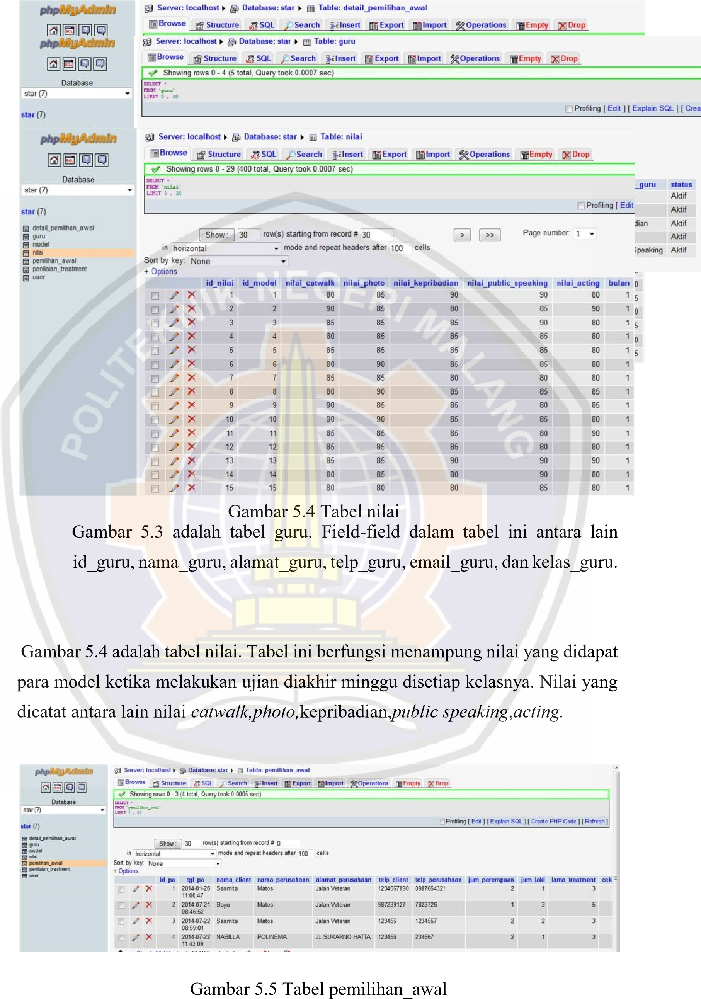 phpMyAdmin
Server: localhost Database: star Table: detail_pemilihan_awal
Browse Structure SQL Search Insert Export Import Operations Empty Drop
phpMyAdmin
Server: localhost Database: star Table: guru
Browse Structure SQL Search Insert Export Import Operations Empty Drop
Showing rows 0 - 4 (5 total, Query took 0.0007 sec)
Database
star (7)
SELECT *
FROM `guru`
LIMIT 0 , 30
Profiling [ Edit ] [ Explain SQL ] [ Crea
star (7)
phpMyAdmin
Server: localhost Database: star Table: nilai
Browse Structure SQL Search Insert Export Import Operations Empty Drop
Showing rows 0 - 29 (400 total, Query took 0.0007 sec)
Database
star (7)
SELECT *
FROM `nilai`
LIMIT 0 , 30
Profiling [ Edit
_guru status
Aktif
Aktif
dian Aktif
Aktif
Speaking Aktif
star (7)
detail_pemilihan_awal
guru
model
nilai
pemilihan_awal
penilaian_treatment
user
Show: 30 row(s) starting from record # 30 > >> Page number: 1
in horizontal mode and repeat headers after 100 cells
Sort by key: None
+ Options
id_nilai id_model nilai_catwalk nilai_photo nilai_kepribadian nilai_public_speaking nilai_acting bulan 0
1 1 80 85 90 90 80 1 5
2 2 90 85 80 85 90 1 0
3 3 85 85 85 90 80 1 5
4 4 80 85 85 85 80 1 0
5 5 85 85 85 85 80 1 5
6 6 80 90 85 85 80 1
7 7 85 85 80 80 80 1
8 8 80 90 85 85 85 1
9 9 90 85 85 80 85 1
10 10 90 90 85 85 80 1
11 11 85 85 85 80 90 1
12 12 85 85 85 80 80 1
13 13 85 85 90 90 90 1
14 14 80 85 80 90 80 1
15 15 80 80 80 85 80 1
POLITEKNIK NEGERI MALANG
Gambar 5.4 Tabel nilai
Gambar 5.3 adalah tabel guru. Field-field dalam tabel ini antara lain
id_guru, nama_guru, alamat_guru, telp_guru, email_guru, dan kelas_guru.
Gambar 5.4 adalah tabel nilai. Tabel ini berfungsi menampung nilai yang didapat
para model ketika melakukan ujian diakhir minggu disetiap kelasnya. Nilai yang
dicatat antara lain nilai catwalk,photo,kepribadian,public speaking,acting.
phpMyAdmin
Server: localhost Database: star Table: pemilihan_awal
Browse Structure SQL Search Insert Export Import Operations Empty Drop
Showing rows 0 - 3 (4 total, Query took 0.0005 sec)
Database
star (7)
SELECT *
FROM `pemilihan_awal`
LIMIT 0 , 30
Profiling [ Edit ] [ Explain SQL ] [ Create PHP Code ] [ Refresh ]
star (7)
detail_pemilihan_awal
guru
model
nilai
pemilihan_awal
penilaian_treatment
user
Show: 30 row(s) starting from record # 0
in horizontal mode and repeat headers after 100 cells
Sort by key: None
+ Options
id_pa tgl_pa nama_client nama_perusahaan alamat_perusahaan telp_client telp_perusahaan jum_perempuan jum_laki lama_treatment cek_
1 2014-01-28 Sasmita Matos Jalan Veteran 1234567890 0987654321 2 1 3
11:00:47
2 2014-07-21 Bayu Matos Jalan Veteran 987239127 7823726 1 3 5
08:46:52
3 2014-07-22 Sasmita Matos Jalan Veteran 123456 1234567 2 2 3
08:59:01
4 2014-07-22 NABILLA POLINEMA JL SUKARNO HATTA 123456 234567 2 1 3
11:43:09
Gambar 5.5 Tabel pemilihan_awal